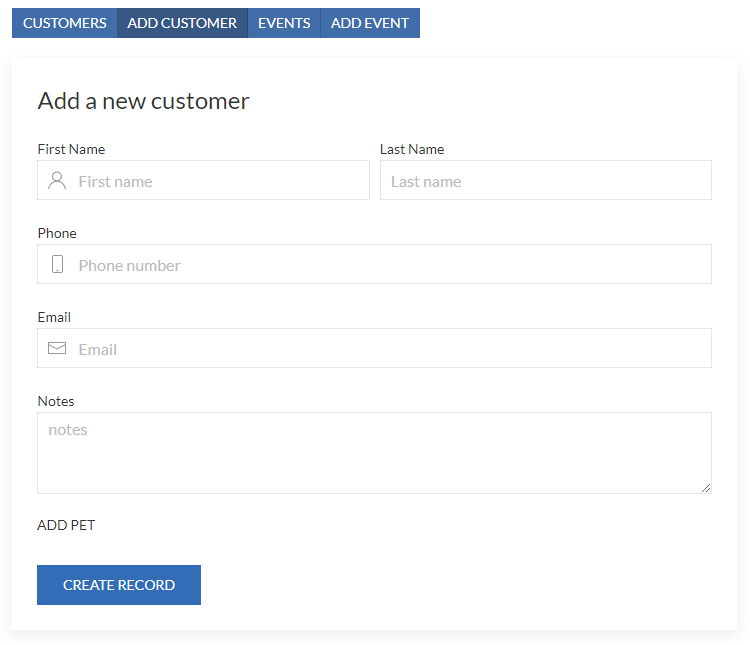 CUSTOMERS ADD CUSTOMER EVENTS ADD EVENT
Add a new customer
First Name Last Name
First name Last name
Phone
Phone number
Email
Email
Notes
notes
ADD PET
CREATE RECORD